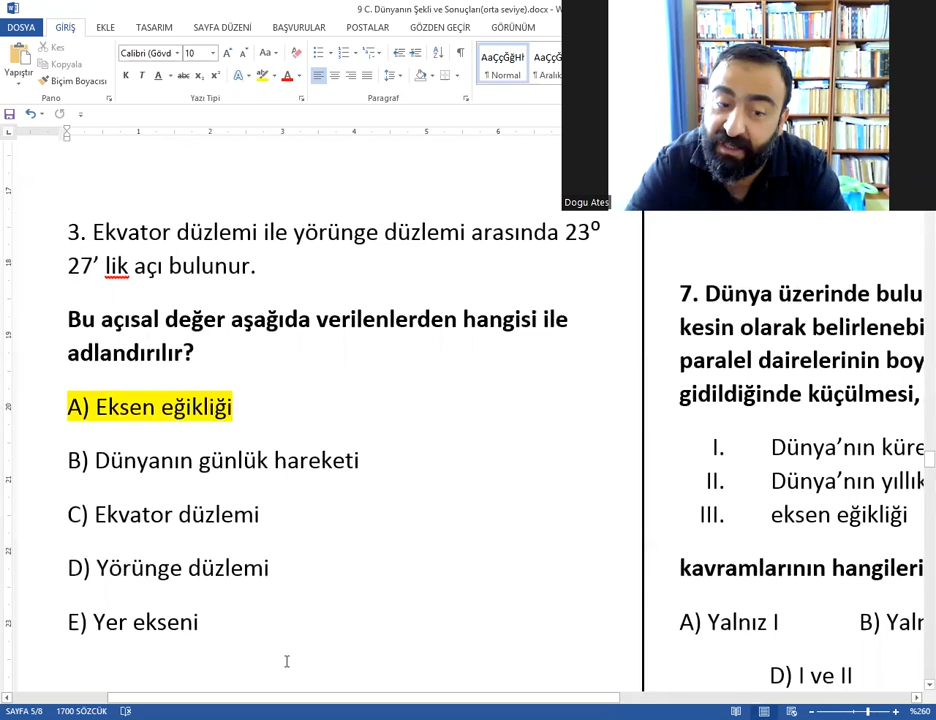 9 C. Dünyanın Şekli ve Sonuçları(orta seviye).docx - W
DOSYA GİRİŞ EKLE TASARIM SAYFA DÜZENİ BAŞVURULAR POSTALAR GÖZDEN GEÇİR GÖRÜNÜM
Yapıştır
Kes
Kopyala
Biçim Boyacısı
Calibri (Gövd 10
AaÇçĞğHł AaÇçĞ
¶ Normal ¶ Aralık
Pano Yazı Tipi Paragraf
Dogu Ates
3. Ekvator düzlemi ile yörünge düzlemi arasında 23⁰
27’ lik açı bulunur.
Bu açısal değer aşağıda verilenlerden hangisi ile
adlandırılır?
A) Eksen eğikliği
B) Dünyanın günlük hareketi
C) Ekvator düzlemi
D) Yörünge düzlemi
E) Yer ekseni
7. Dünya üzerinde bulu
kesin olarak belirlenebi
paralel dairelerinin boy
gidildiğinde küçülmesi,
I. Dünya’nın küre
II. Dünya’nın yıllık
III. eksen eğikliği
kavramlarının hangileri
A) Yalnız I B) Yaln
D) I ve II
SAYFA 5/8 1700 SÖZCÜK %260